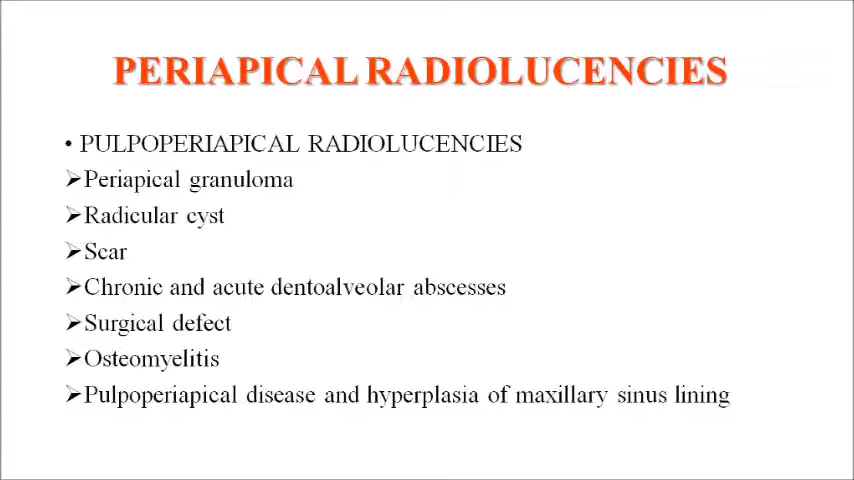 PERIAPICAL RADIOLUCENCIES
• PULPOPERIAPICAL RADIOLUCENCIES
➢Periapical granuloma
➢Radicular cyst
➢Scar
➢Chronic and acute dentoalveolar abscesses
➢Surgical defect
➢Osteomyelitis
➢Pulpoperiapical disease and hyperplasia of maxillary sinus lining